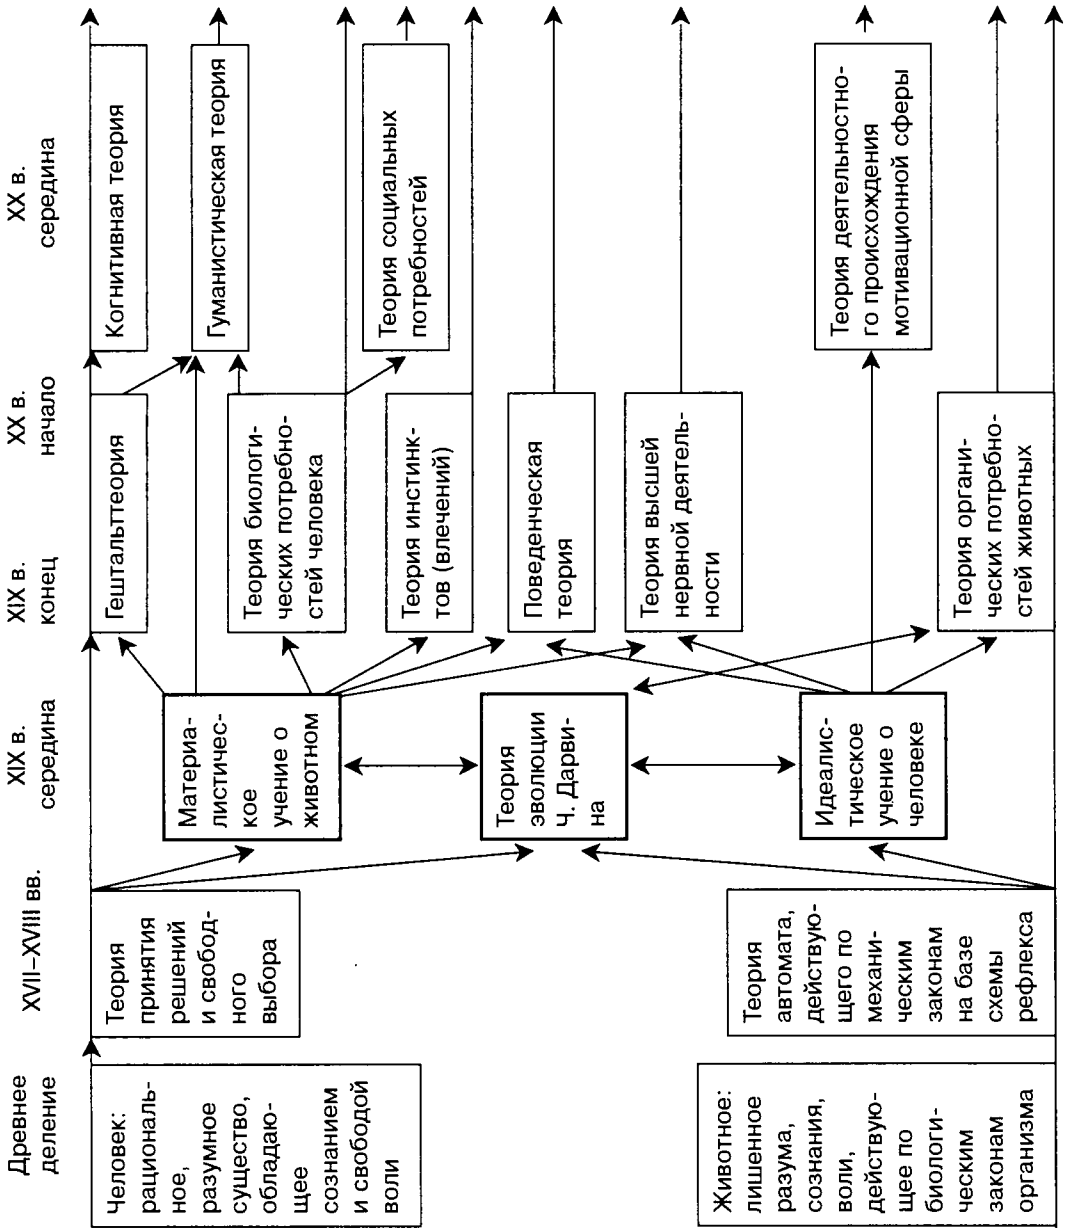 Древнее
деление
XVII–XVIII вв.
XIX в.
середина
XIX в.
конец
XX в.
начало
XX в.
середина
Человек:
рациональ-
ное,
разумное
существо,
обладаю-
щее
сознанием
и свободой
воли
Животное:
лишенное
разума,
сознания,
воли,
действую-
щее по
биологи-
ческим
законам
организма
Теория
принятия
решений
и свобод-
ного
выбора
Теория
автомата,
действую-
щего по
механи-
ческим
законам
на базе
схемы
рефлекса
Материа-
листичес-
кое
учение о
животном
Теория
эволюции
Ч. Дарви-
на
Идеалис-
тическое
учение о
человеке
Гештальттеория
Теория биологи-
ческих потребно-
стей человека
Теория инстинк-
тов (влечений)
Поведенческая
теория
Теория высшей
нервной деятель-
ности
Теория органи-
ческих потребно-
стей животных
Когнитивная теория
Гуманистическая теория
Теория социальных
потребностей
Теория деятельностно-
го происхождения
мотивационной сферы